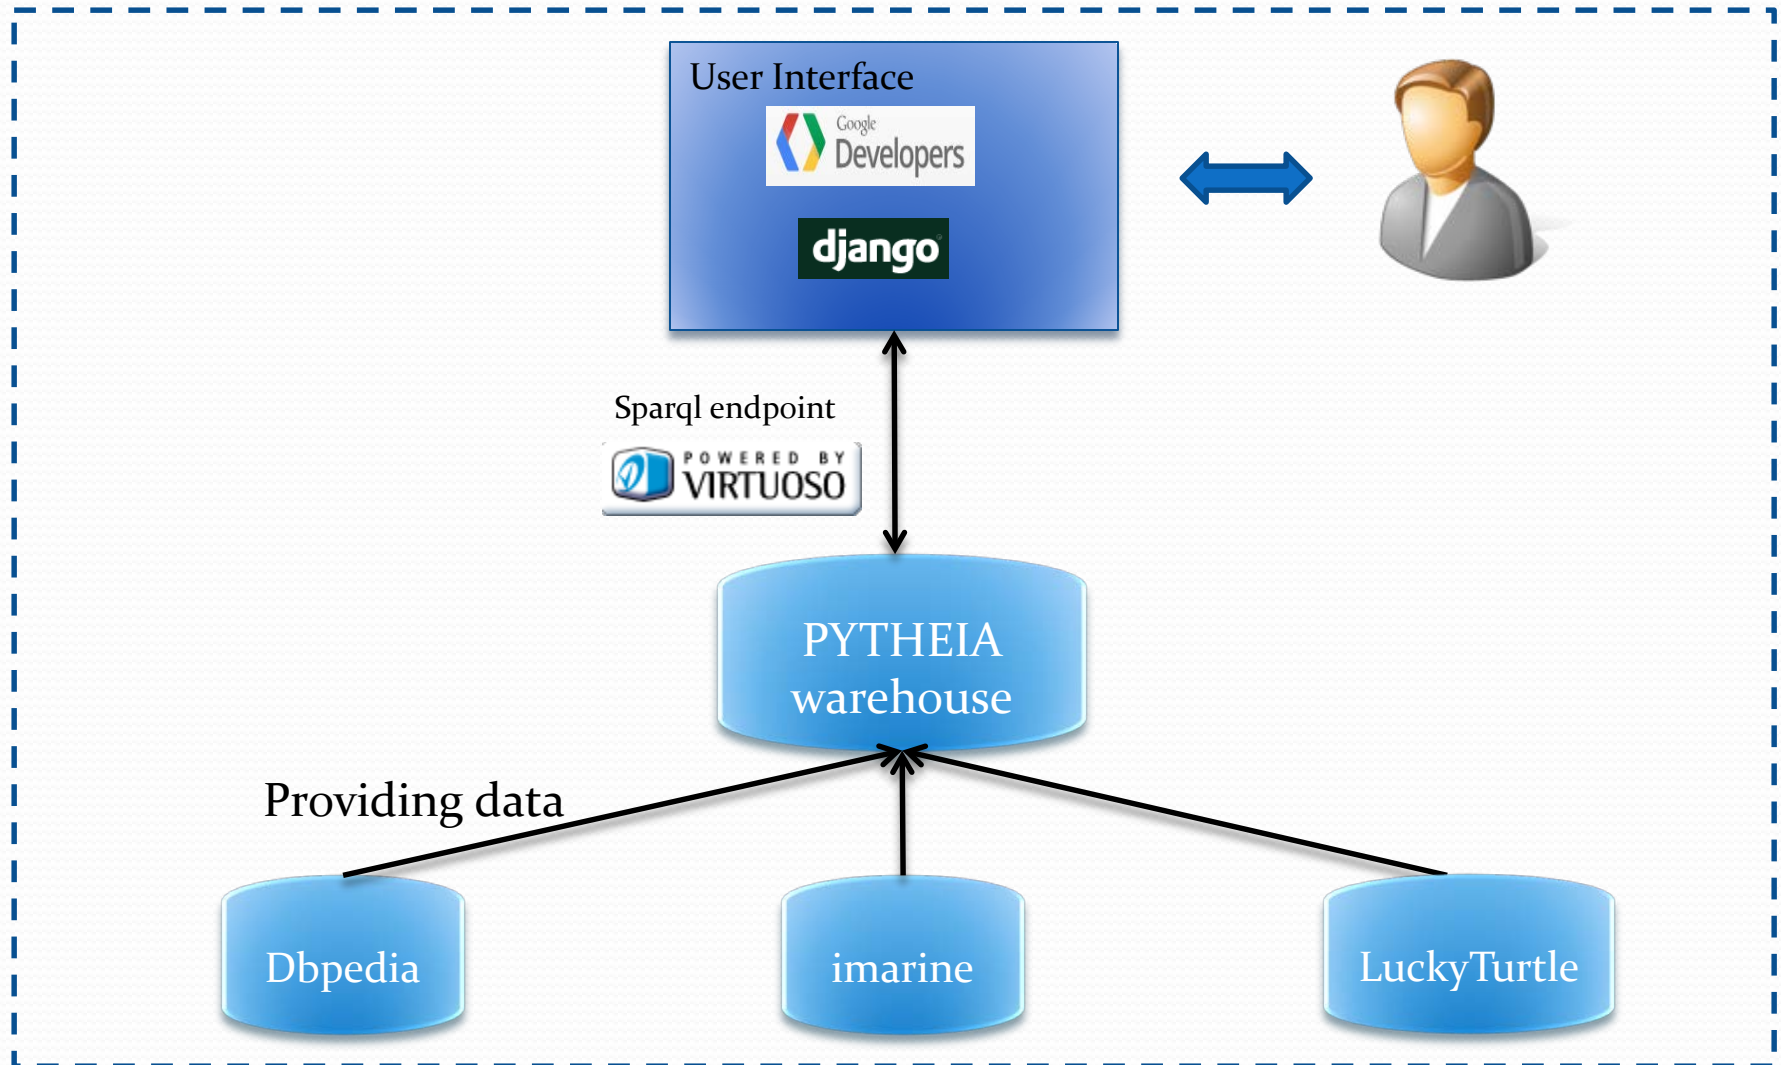 User Interface
Google
Developers
django
Sparql endpoint
POWERED BY
VIRTUOSO
PYTHEIA
warehouse
Providing data
Dbpedia
imarine
LuckyTurtle